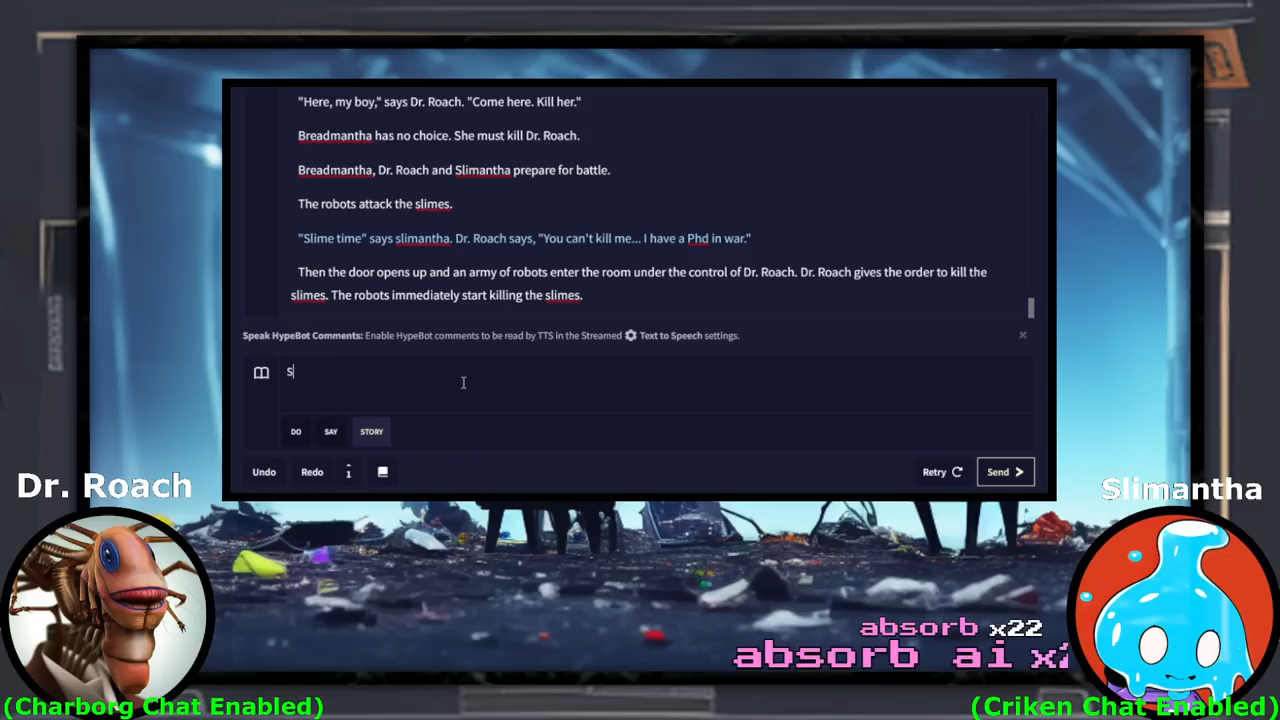 "Here, my boy," says Dr. Roach. "Come here. Kill her."
Breadmantha has no choice. She must kill Dr. Roach.
Breadmantha, Dr. Roach and Slimantha prepare for battle.
The robots attack the slimes.
"Slime time" says slimantha. Dr. Roach says, "You can't kill me... I have a Phd in war."
Then the door opens up and an army of robots enter the room under the control of Dr. Roach. Dr. Roach gives the order to kill the
slimes. The robots immediately start killing the slimes.
Speak HypeBot Comments: Enable HypeBot comments to be read by TTS in the Streamed Text to Speech settings.
S
DO SAY STORY
Undo Redo Retry Send
Dr. Roach
Slimantha
absorb x22
absorb ai
(Charborg Chat Enabled)
(Criken Chat Enabled)